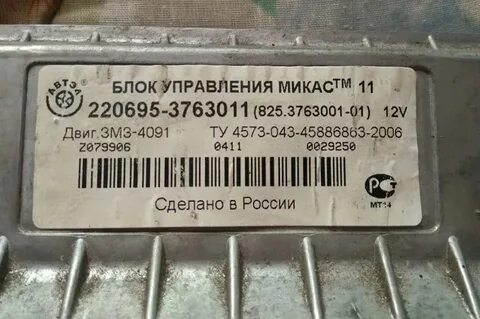 АВТЭЛ
БЛОК УПРАВЛЕНИЯ МИКАС™ 11
220695-3763011 (825.3763001-01) 12V
Двиг.ЗМЗ-4091 ТУ 4573-043-45886863-2006
Z079906 0411 0029250
Сделано в России
РСТ
МТ14